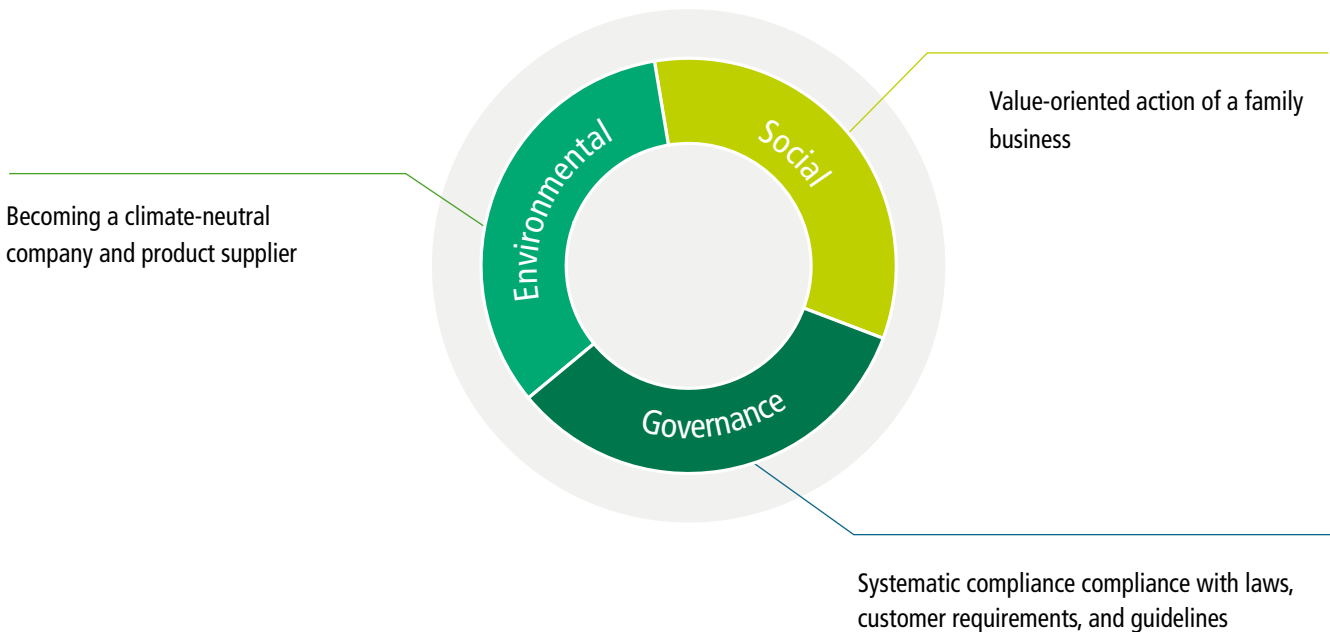 Environmental
Social
Governance
Value-oriented action of a family
business
Becoming a climate-neutral
company and product supplier
Systematic compliance compliance with laws,
customer requirements, and guidelines